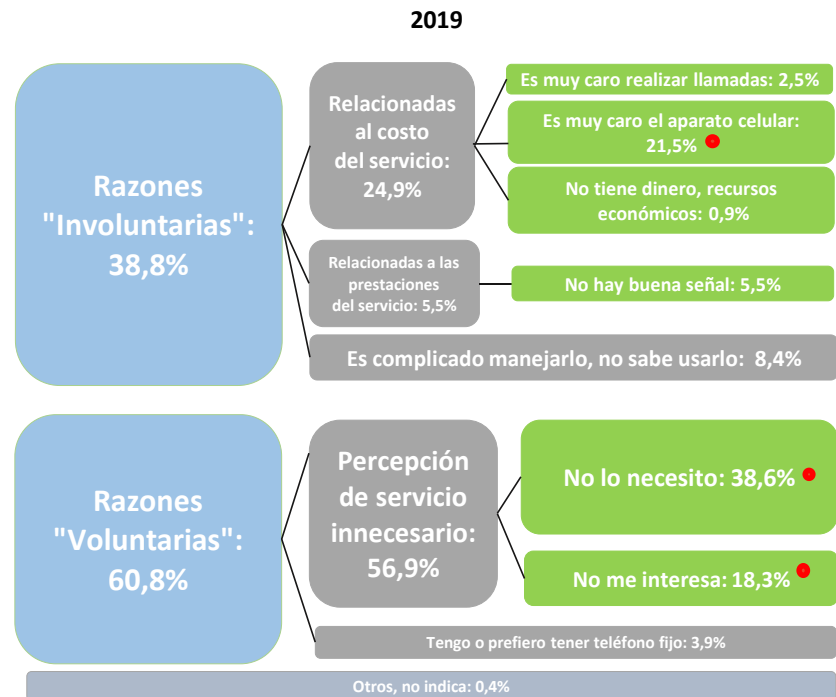 2019
Razones
"Involuntarias":
38,8%
Relacionadas
al costo
del servicio:
24,9%
Es muy caro realizar llamadas: 2,5%
Es muy caro el aparato celular:
21,5%
No tiene dinero, recursos
económicos: 0,9%
Relacionadas a las
prestaciones
del servicio: 5,5%
No hay buena señal: 5,5%
Es complicado manejarlo, no sabe usarlo: 8,4%
Razones
"Voluntarias":
60,8%
Percepción
de servicio
innecesario:
56,9%
No lo necesito: 38,6%
No me interesa: 18,3%
Tengo o prefiero tener teléfono fijo: 3,9%
Otros, no indica: 0,4%